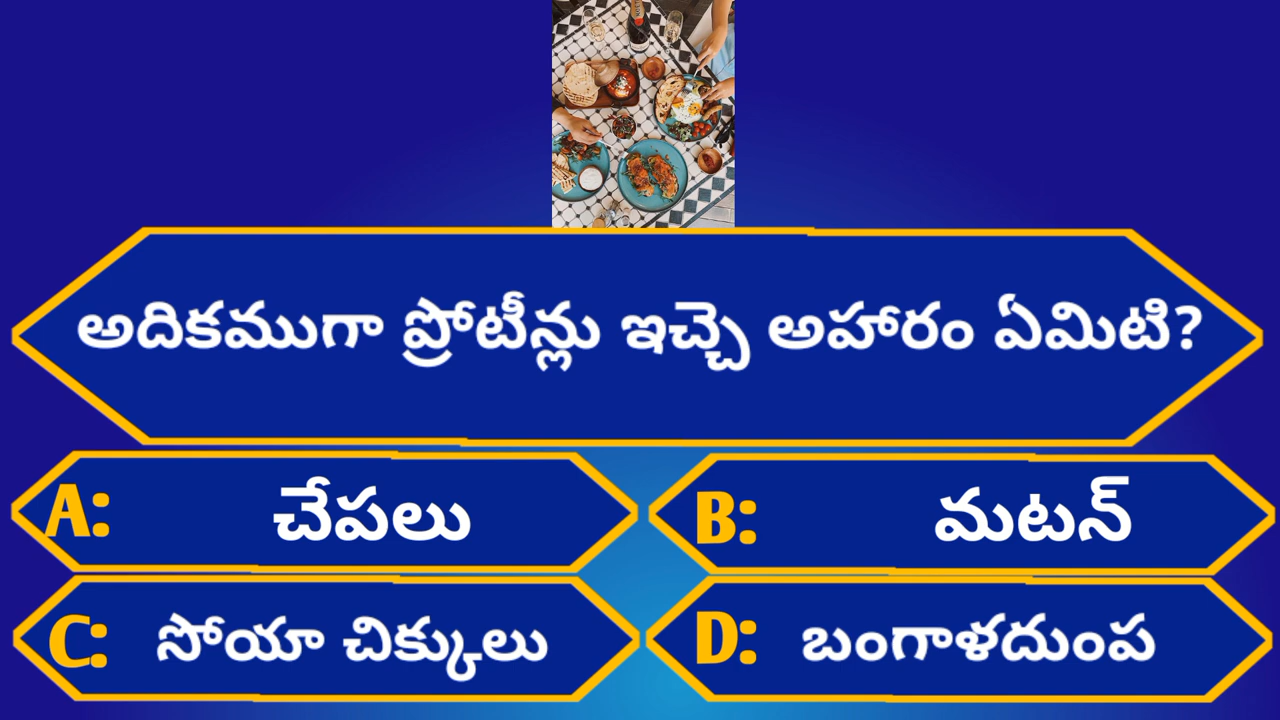 అదికముగా ప్రోటీన్లు ఇచ్చె అహారం ఏమిటి?
A: చేపలు
B: మటన్
C: సోయా చిక్కులు
D: బంగాళదుంప